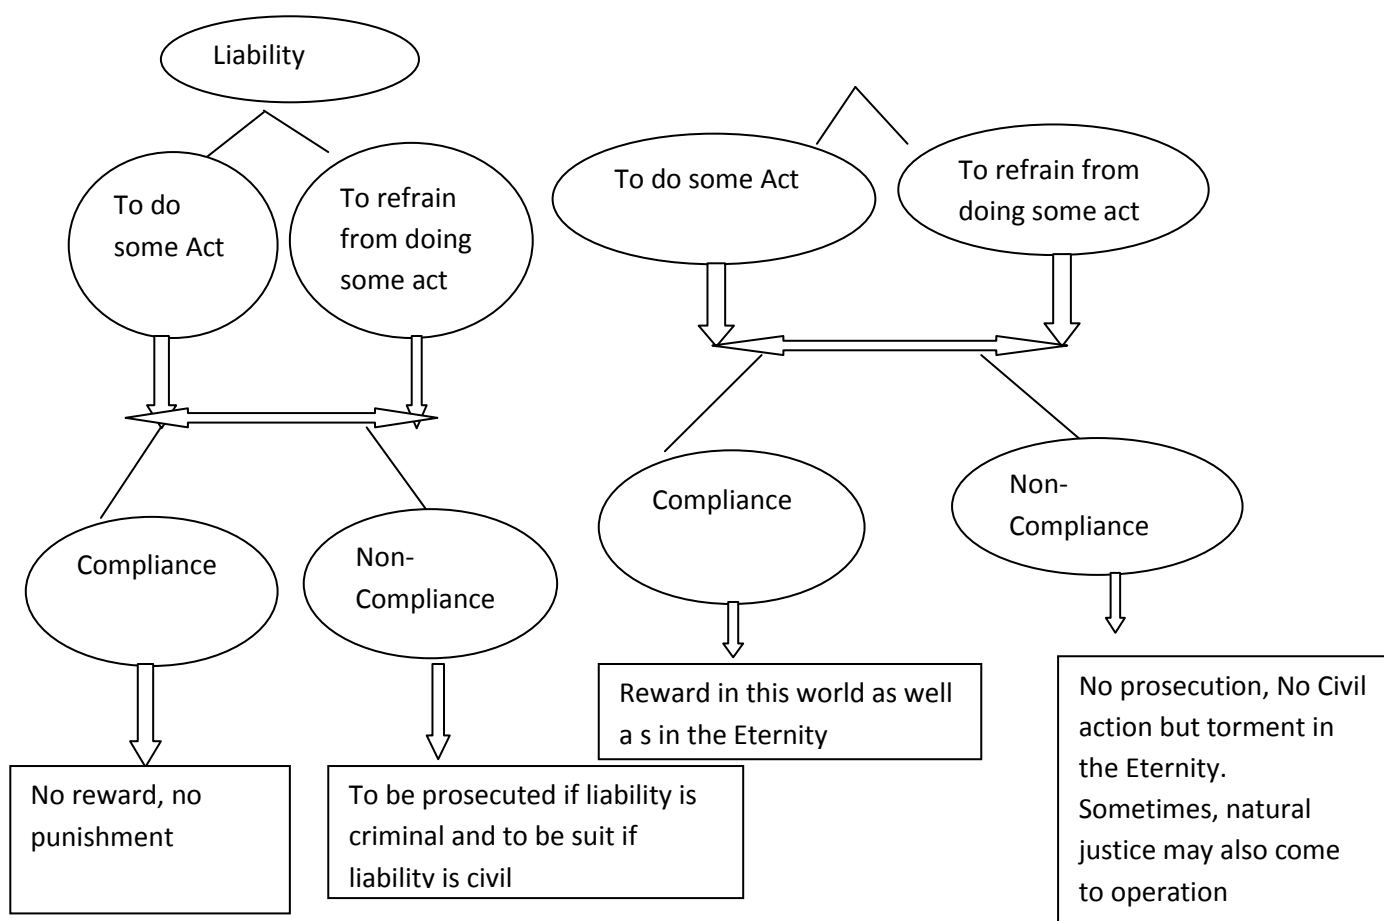 Liability
To do
some Act
To refrain
from doing
some act
To do some Act
To refrain from
doing some act
Compliance
Non-
Compliance
Compliance
Non-
Compliance
No reward, no
punishment
To be prosecuted if liability is
criminal and to be suit if
liability is civil
Reward in this world as well
a s in the Eternity
No prosecution, No Civil
action but torment in
the Eternity.
Sometimes, natural
justice may also come
to operation